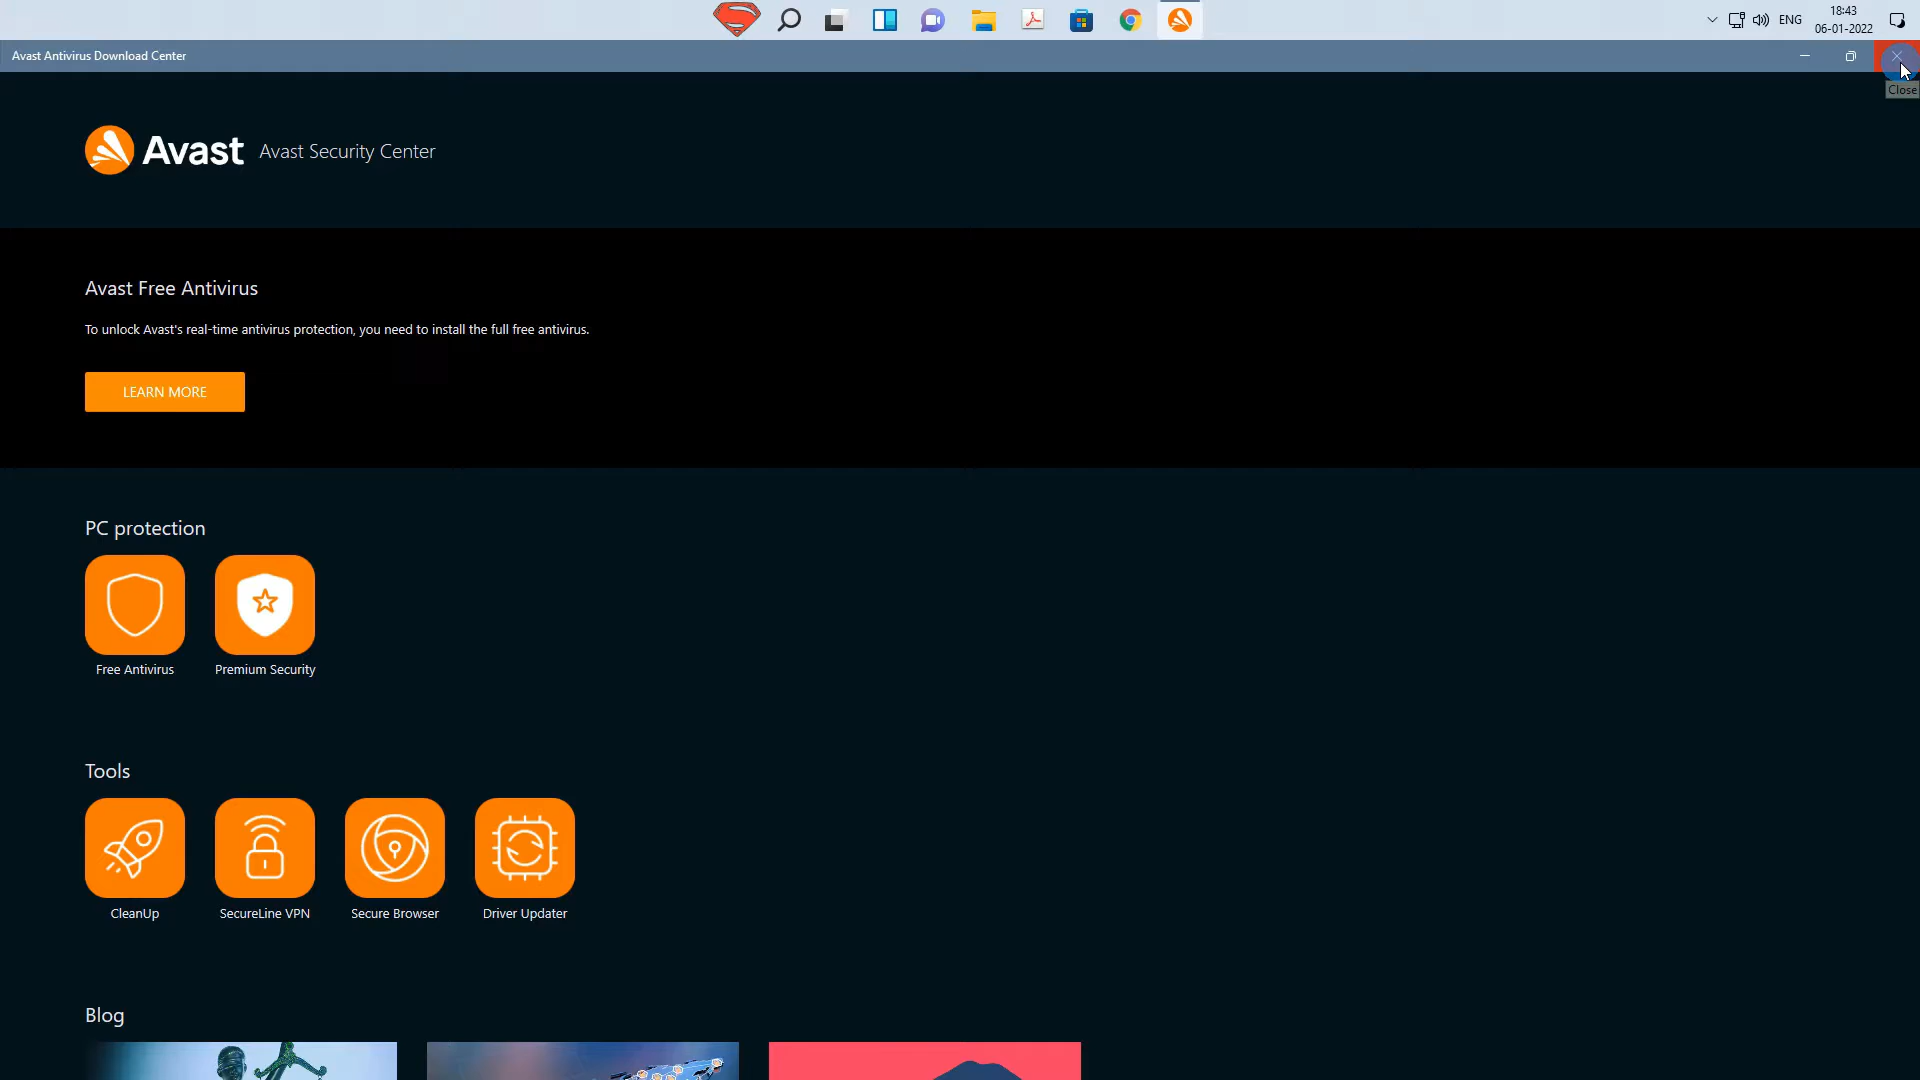 18:43
ENG
06-01-2022
Avast Antivirus Download Center
Close
Avast
Avast Security Center
Avast Free Antivirus
To unlock Avast's real-time antivirus protection, you need to install the full free antivirus.
LEARN MORE
PC protection
Free Antivirus
Premium Security
Tools
CleanUp
SecureLine VPN
Secure Browser
Driver Updater
Blog